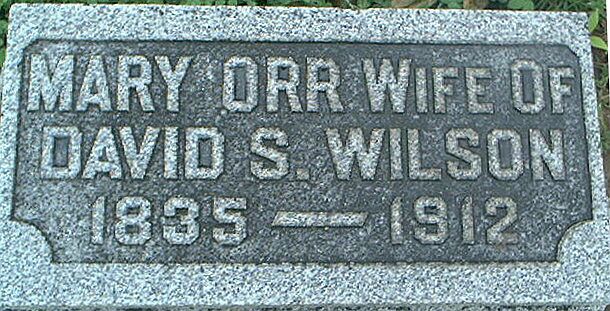 MARY ORR WIFE OF
DAVID S. WILSON
1835 — 1912